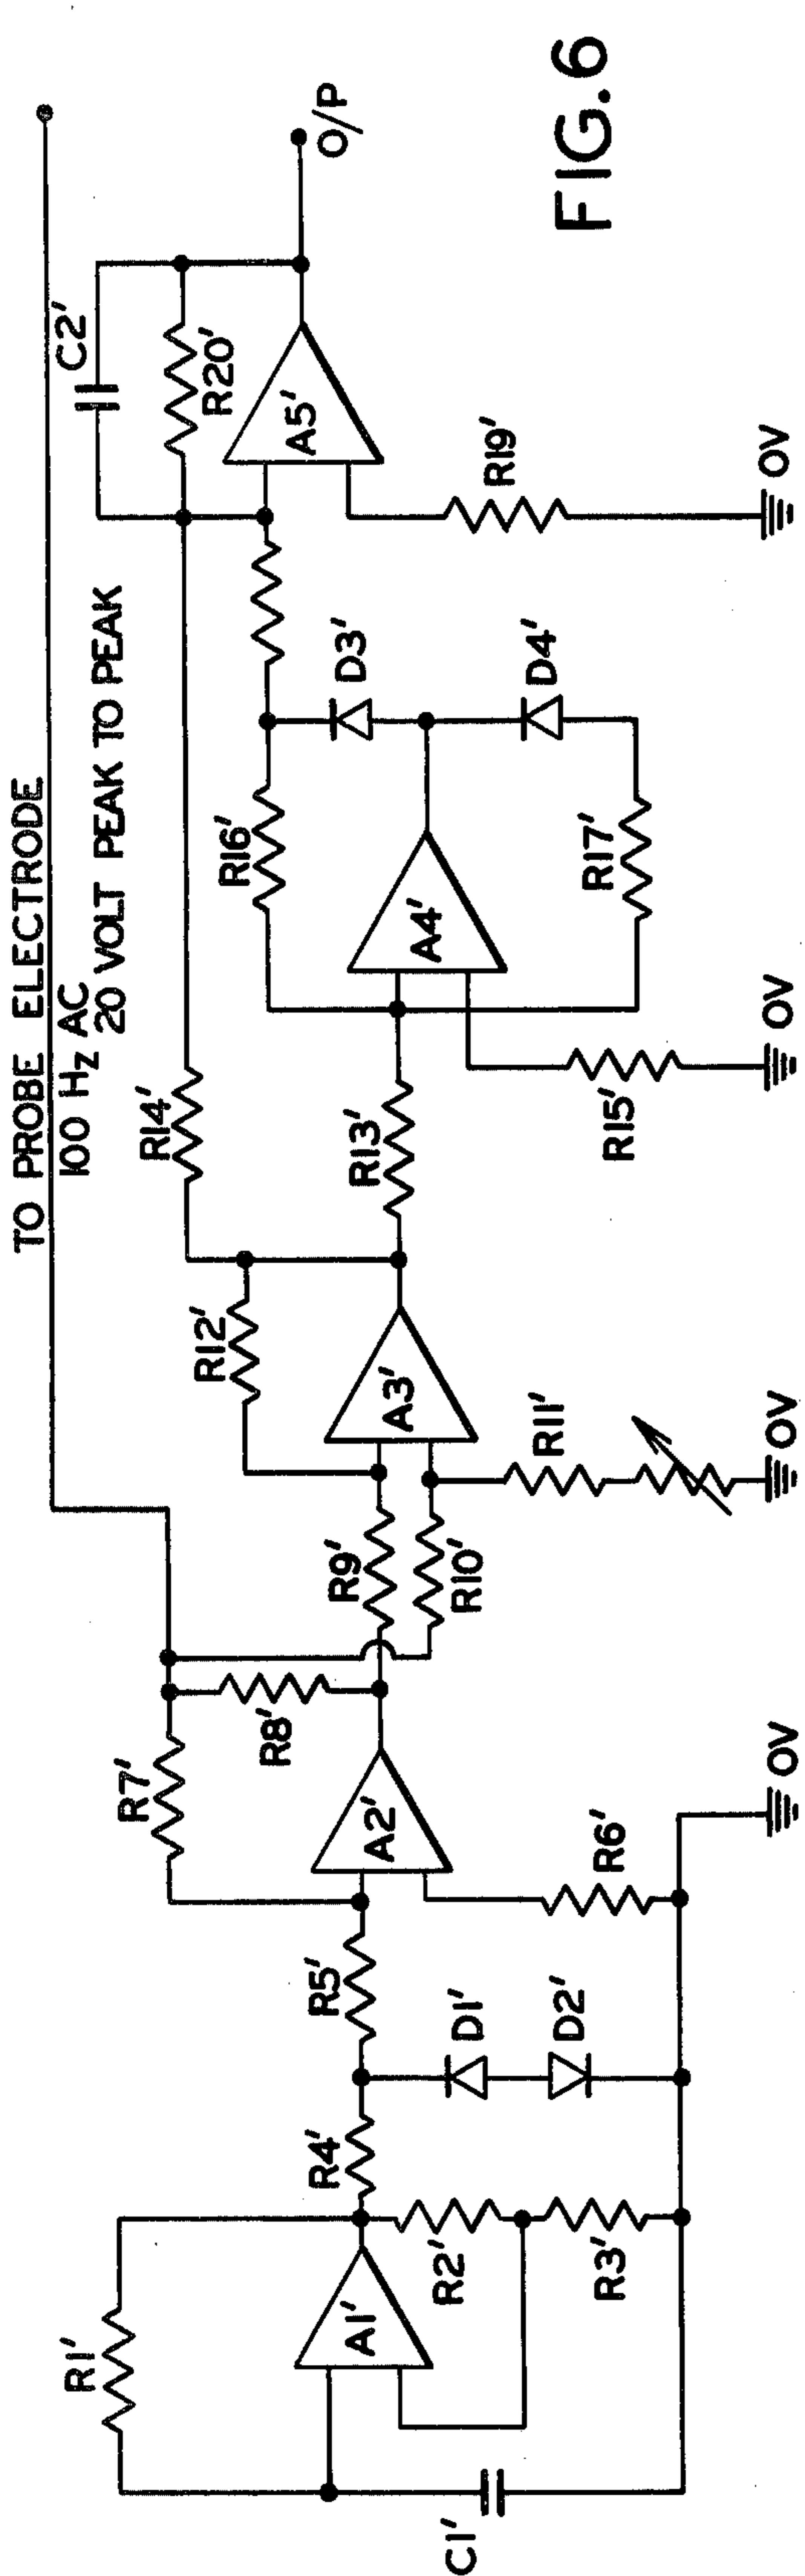 TO PROBE ELECTRODE
100 Hz AC
20 VOLT PEAK TO PEAK
R1'
A1'
C1'
R2'
R3'
R4'
R5'
D1'
D2'
R7'
A2'
R6'
0V
R8'
R9'
R10'
R12'
A3'
R11'
0V
R14'
R13'
R15'
0V
R16'
A4'
R17'
D3'
D4'
C2'
R20'
A5'
R19'
0V
O/P
FIG.6